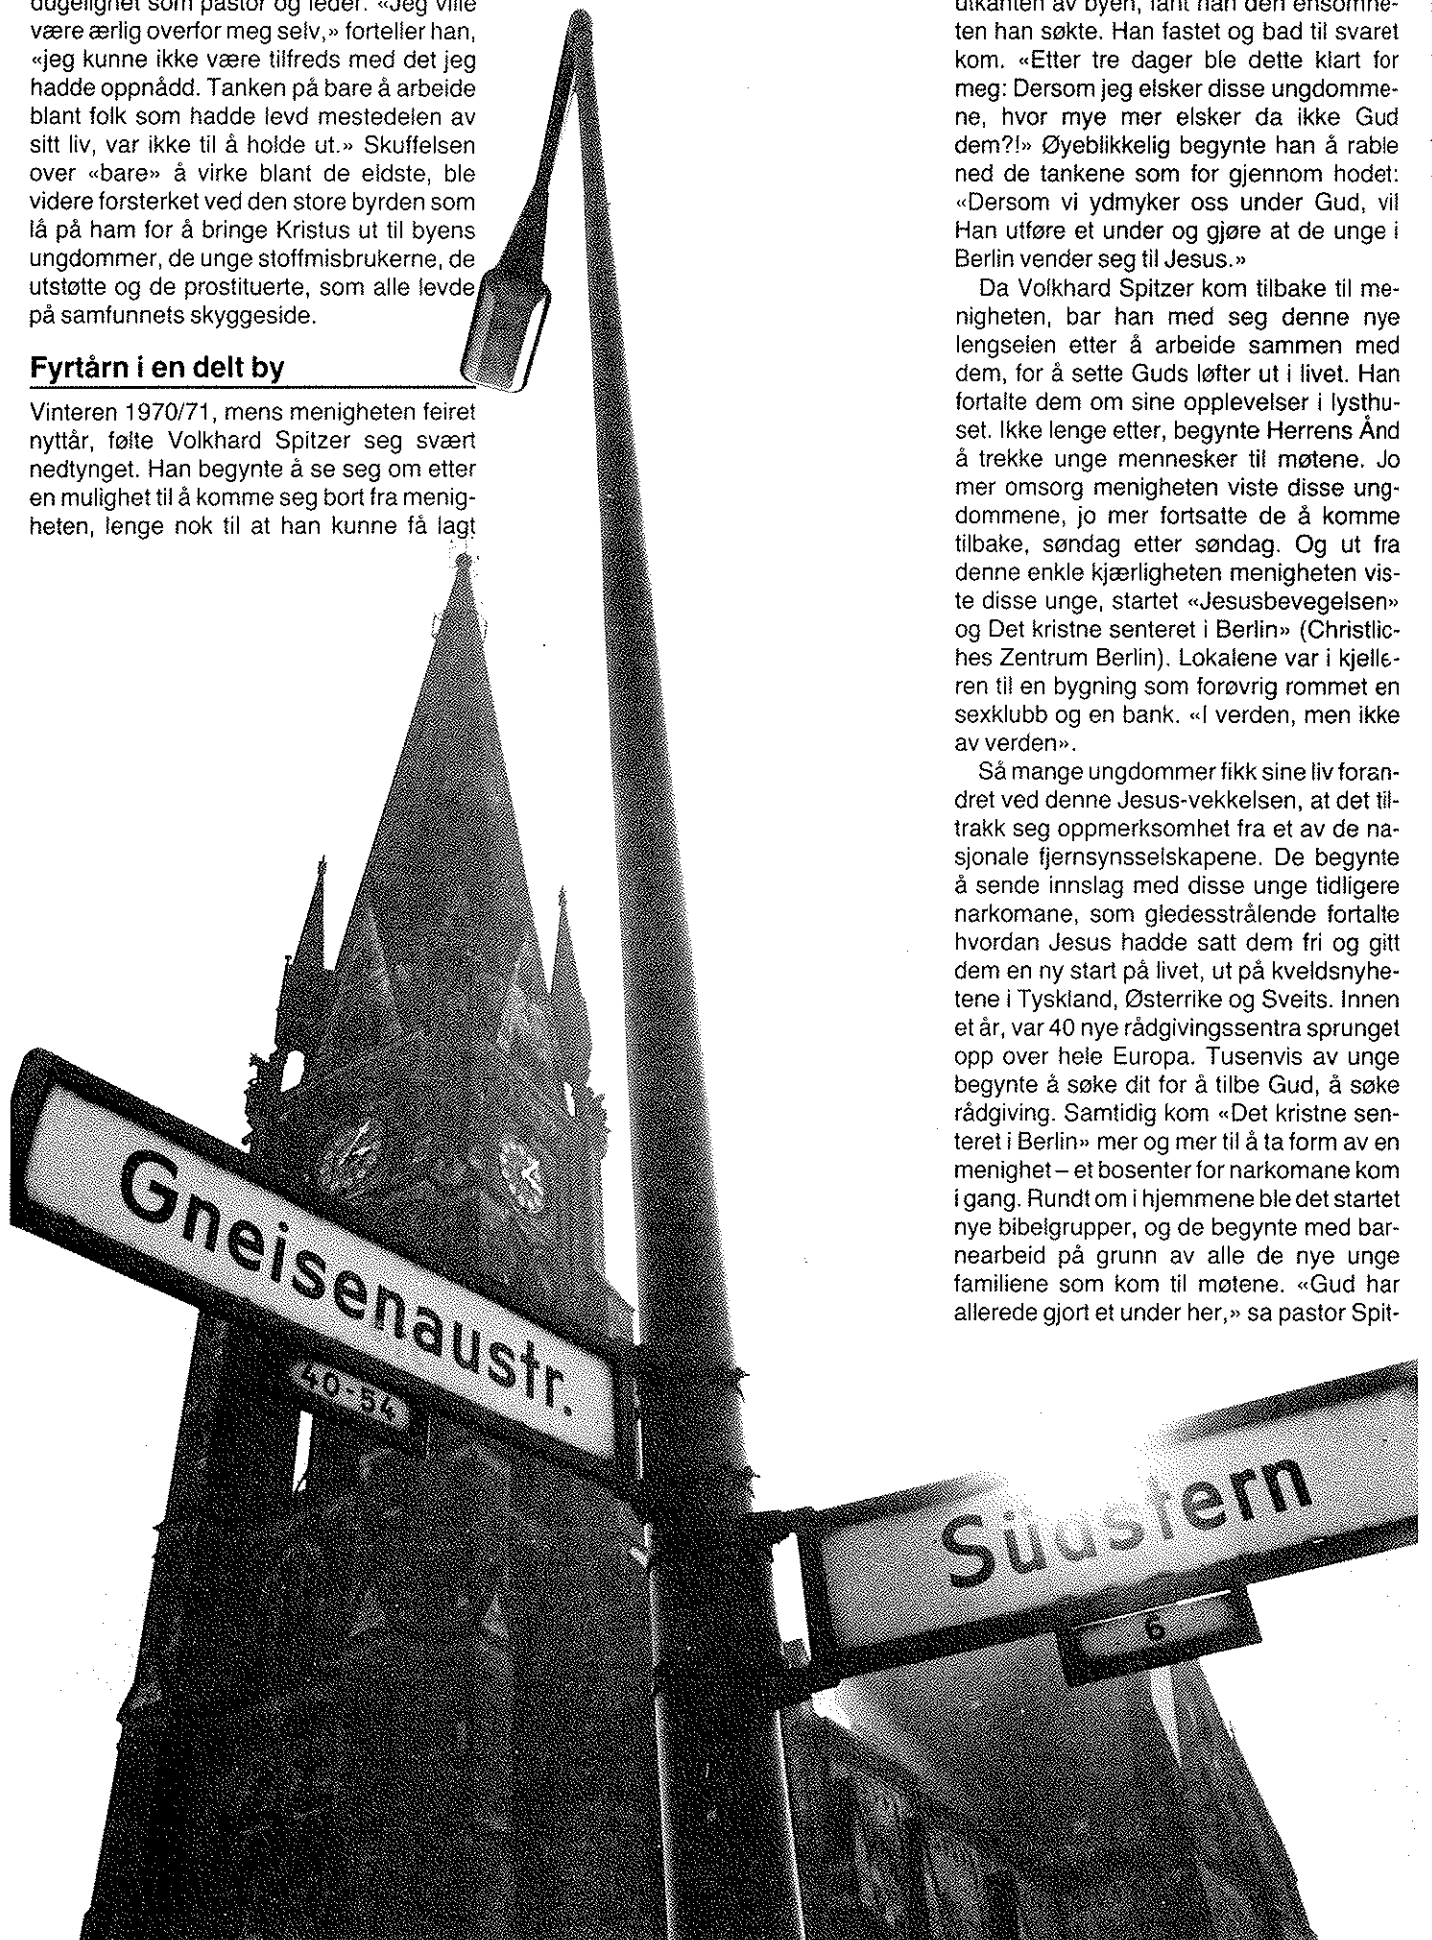 dugelighet som pastor og leder. «Jeg ville
være ærlig overfor meg selv,» forteller han,
«jeg kunne ikke være tilfreds med det jeg
hadde oppnådd. Tanken på bare å arbeide
blant folk som hadde levd mestedelen av
sitt liv, var ikke til å holde ut.» Skuffelsen
over «bare» å virke blant de eldste, ble
videre forsterket ved den store byrden som
lå på ham for å bringe Kristus ut til byens
ungdommer, de unge stoffmisbrukerne, de
utstøtte og de prostituerte, som alle levde
på samfunnets skyggeside.
Fyrtårn i en delt by
Vinteren 1970/71, mens menigheten feiret
nyttår, følte Volkhard Spitzer seg svært
nedtynget. Han begynte å se seg om etter
en mulighet til å komme seg bort fra menig-
heten, lenge nok til at han kunne få lagt
utkanten av byen, fant han den ensomhe-
ten han søkte. Han fastet og bad til svaret
kom. «Etter tre dager ble dette klart for
meg: Dersom jeg elsker disse ungdomme-
ne, hvor mye mer elsker da ikke Gud
dem?!» Øyeblikkelig begynte han å rable
ned de tankene som for gjennom hodet:
«Dersom vi ydmyker oss under Gud, vil
Han utføre et under og gjøre at de unge i
Berlin vender seg til Jesus.»
Da Volkhard Spitzer kom tilbake til me-
nigheten, bar han med seg denne nye
lengselen etter å arbeide sammen med
dem, for å sette Guds løfter ut i livet. Han
fortalte dem om sine opplevelser i lysthu-
set. Ikke lenge etter, begynte Herrens Ånd
å trekke unge mennesker til møtene. Jo
mer omsorg menigheten viste disse ung-
dommene, jo mer fortsatte de å komme
tilbake, søndag etter søndag. Og ut fra
denne enkle kjærligheten menigheten vis-
te disse unge, startet «Jesusbevegelsen»
og Det kristne senteret i Berlin» (Christlic-
hes Zentrum Berlin). Lokalene var i kjelle-
ren til en bygning som forøvrig rommet en
sexklubb og en bank. «I verden, men ikke
av verden».
Så mange ungdommer fikk sine liv foran-
dret ved denne Jesus-vekkelsen, at det til-
trakk seg oppmerksomhet fra et av de na-
sjonale fjernsynsselskapene. De begynte
å sende innslag med disse unge tidligere
narkomane, som gledesstrålende fortalte
hvordan Jesus hadde satt dem fri og gitt
dem en ny start på livet, ut på kveldsnyhe-
tene i Tyskland, Østerrike og Sveits. Innen
et år, var 40 nye rådgivingssentra sprunget
opp over hele Europa. Tusenvis av unge
begynte å søke dit for å tilbe Gud, å søke
rådgiving. Samtidig kom «Det kristne sen-
teret i Berlin» mer og mer til å ta form av en
menighet – et bosenter for narkomane kom
i gang. Rundt om i hjemmene ble det startet
nye bibelgrupper, og de begynte med bar-
nearbeid på grunn av alle de nye unge
familiene som kom til møtene. «Gud har
allerede gjort et under her,» sa pastor Spit-
Gneisenaustr.
40-54
Südstern
6